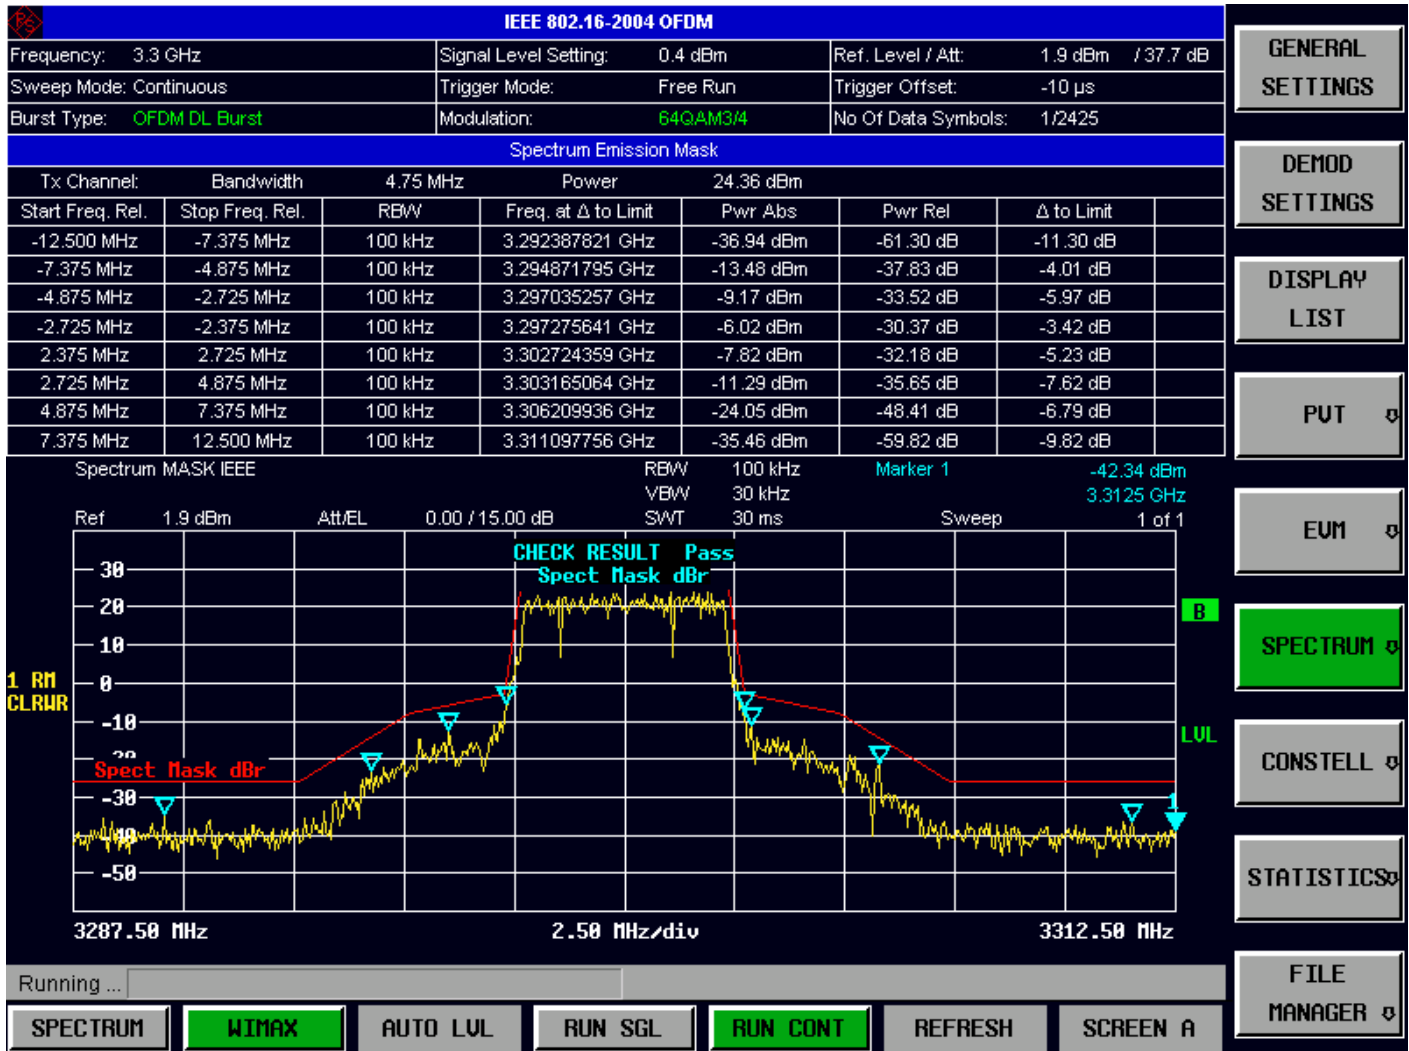 IEEE 802.16-2004 OFDM
Frequency: 3.3 GHz Signal Level Setting: 0.4 dBm Ref. Level / Att: 1.9 dBm / 37.7 dB
Sweep Mode: Continuous Trigger Mode: Free Run Trigger Offset: -10 µs
Burst Type: OFDM DL Burst Modulation: 64QAM3/4 No Of Data Symbols: 1/2425
Spectrum Emission Mask
Tx Channel: Bandwidth 4.75 MHz Power 24.36 dBm
Start Freq. Rel. Stop Freq. Rel. RBW Freq. at Δ to Limit Pwr Abs Pwr Rel Δ to Limit
-12.500 MHz -7.375 MHz 100 kHz 3.292387821 GHz -36.94 dBm -61.30 dB -11.30 dB
-7.375 MHz -4.875 MHz 100 kHz 3.294871795 GHz -13.48 dBm -37.83 dB -4.01 dB
-4.875 MHz -2.725 MHz 100 kHz 3.297035257 GHz -9.17 dBm -33.52 dB -5.97 dB
-2.725 MHz -2.375 MHz 100 kHz 3.297275641 GHz -6.02 dBm -30.37 dB -3.42 dB
2.375 MHz 2.725 MHz 100 kHz 3.302724359 GHz -7.82 dBm -32.18 dB -5.23 dB
2.725 MHz 4.875 MHz 100 kHz 3.303165064 GHz -11.29 dBm -35.65 dB -7.62 dB
4.875 MHz 7.375 MHz 100 kHz 3.306209936 GHz -24.05 dBm -48.41 dB -6.79 dB
7.375 MHz 12.500 MHz 100 kHz 3.311097756 GHz -35.46 dBm -59.82 dB -9.82 dB
Spectrum MASK IEEE RBW 100 kHz Marker 1 -42.34 dBm
VBW 30 kHz 3.3125 GHz
Ref 1.9 dBm Att/EL 0.00 / 15.00 dB SWT 30 ms Sweep 1 of 1
CHECK RESULT Pass
Spect Mask dBr
30
20
10
0
-10
-20
-30
-40
-50
1 RM
CLRWR
Spect Mask dBr
1
B
LVL
3287.50 MHz 2.50 MHz/div 3312.50 MHz
Running ...
SPECTRUM WIMAX AUTO LVL RUN SGL RUN CONT REFRESH SCREEN A
GENERAL
SETTINGS
DEMOD
SETTINGS
DISPLAY
LIST
PVT
EVM
SPECTRUM
CONSTELL
STATISTICS
FILE
MANAGER